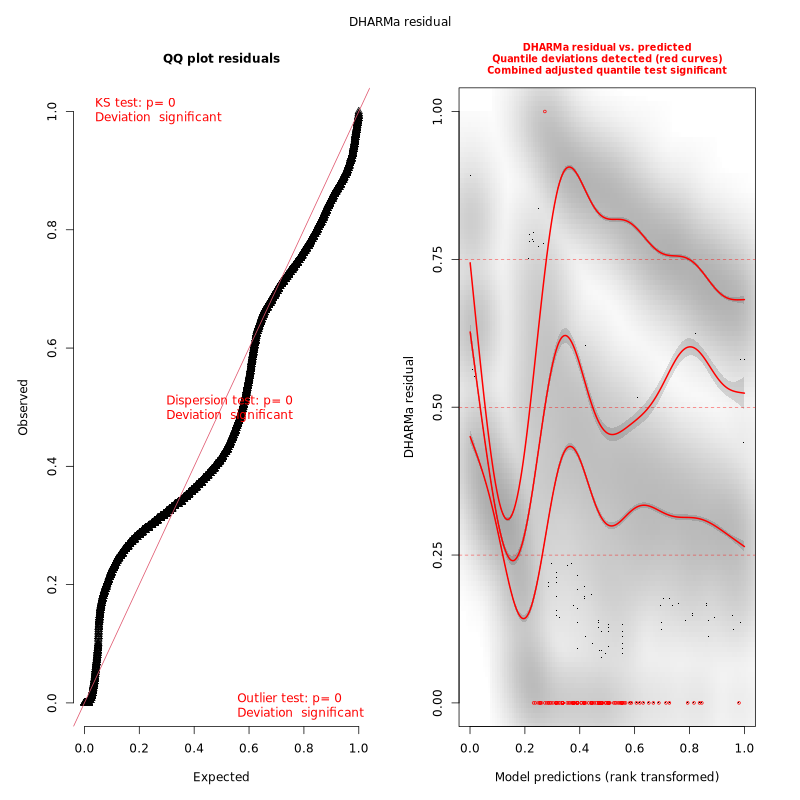 DHARMa residual
QQ plot residuals
KS test: p= 0
Deviation  significant
Dispersion test: p= 0
Deviation  significant
Outlier test: p= 0
Deviation  significant
Observed
0.0
0.2
0.4
0.6
0.8
1.0
0.0 0.2 0.4 0.6 0.8 1.0
Expected
DHARMa residual vs. predicted
Quantile deviations detected (red curves)
Combined adjusted quantile test significant
DHARMa residual
0.00
0.25
0.50
0.75
1.00
0.0 0.2 0.4 0.6 0.8 1.0
Model predictions (rank transformed)